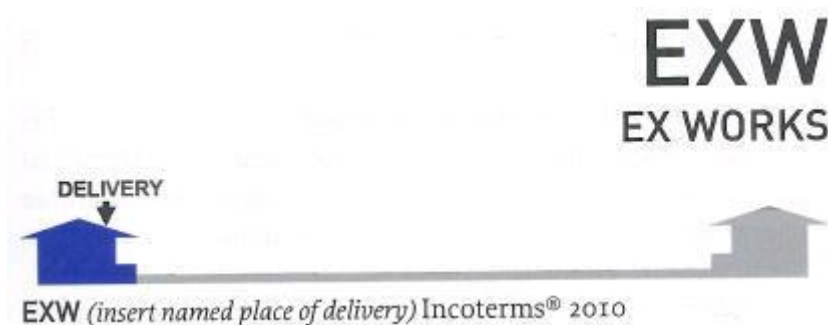 EXW
EX WORKS
DELIVERY
EXW (insert named place of delivery) Incoterms® 2010